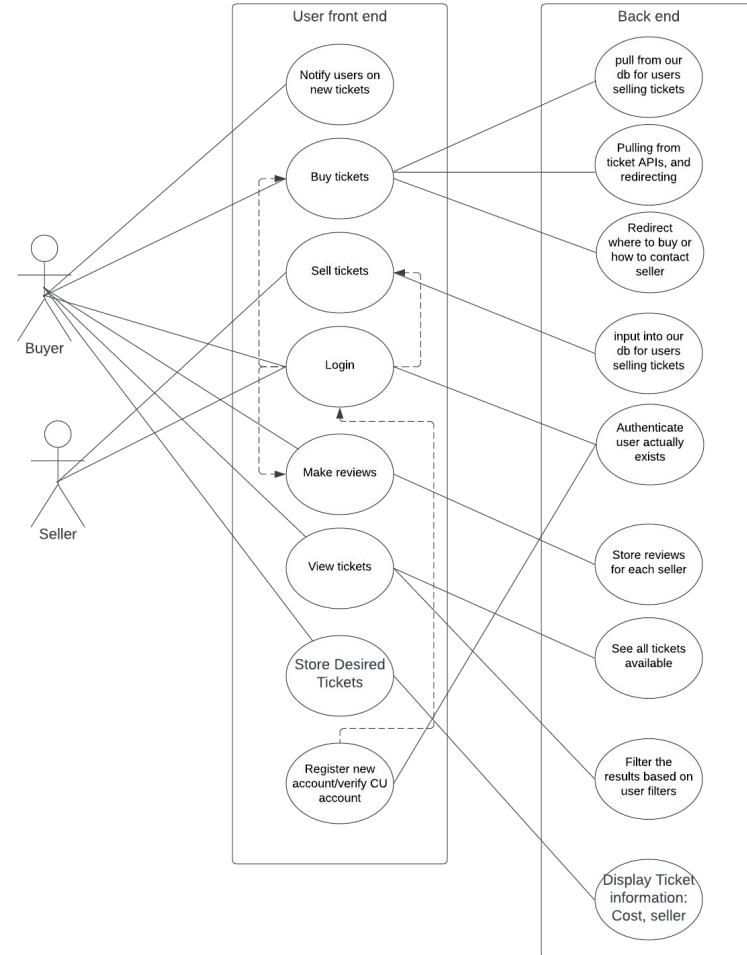 User front end
Notify users on
new tickets
Buy tickets
Sell tickets
Login
Make reviews
View tickets
Store Desired
Tickets
Register new
account/verify CU
account
Buyer
Seller
Back end
pull from our
db for users
selling tickets
Pulling from
ticket APIs, and
redirecting
Redirect
where to buy or
how to contact
seller
input into our
db for users
selling tickets
Authenticate
user actually
exists
Store reviews
for each seller
See all tickets
available
Filter the
results based on
user filters
Display Ticket
information:
Cost, seller